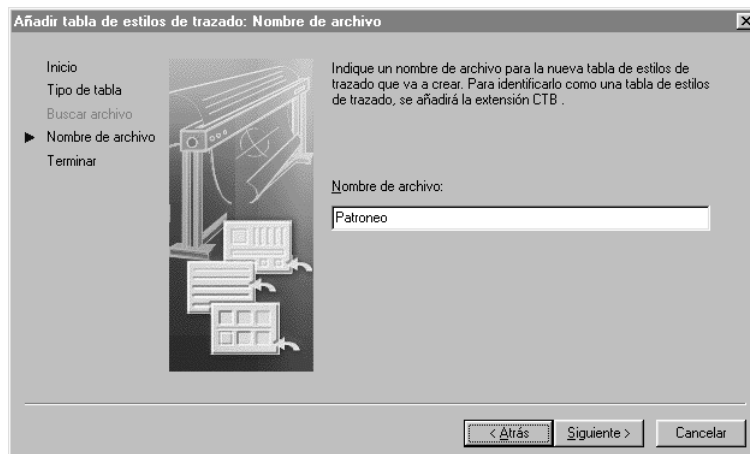 Añadir tabla de estilos de trazado: Nombre de archivo
Inicio
Tipo de tabla
Buscar archivo
Nombre de archivo
Terminar
Indique un nombre de archivo para la nueva tabla de estilos de
trazado que va a crear. Para identificarlo como una tabla de estilos
de trazado, se añadirá la extensión CTB .
Nombre de archivo:
Patroneo
< Atrás
Siguiente >
Cancelar